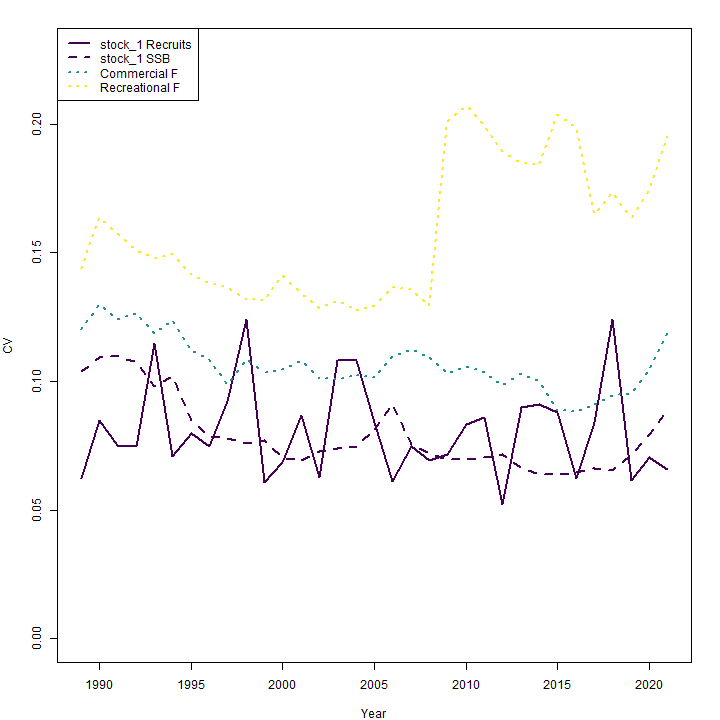 stock_1 Recruits
stock_1 SSB
Commercial F
Recreational F
CV
0.20
0.15
0.10
0.05
0.00
1990 1995 2000 2005 2010 2015 2020
Year